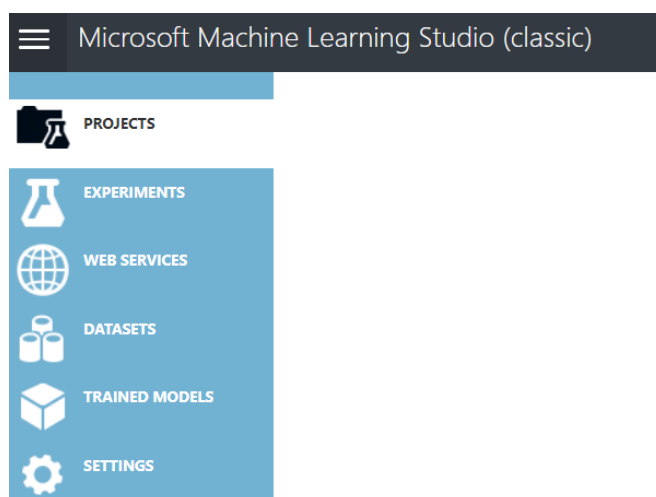 Microsoft Machine Learning Studio (classic)
PROJECTS
EXPERIMENTS
WEB SERVICES
DATASETS
TRAINED MODELS
SETTINGS